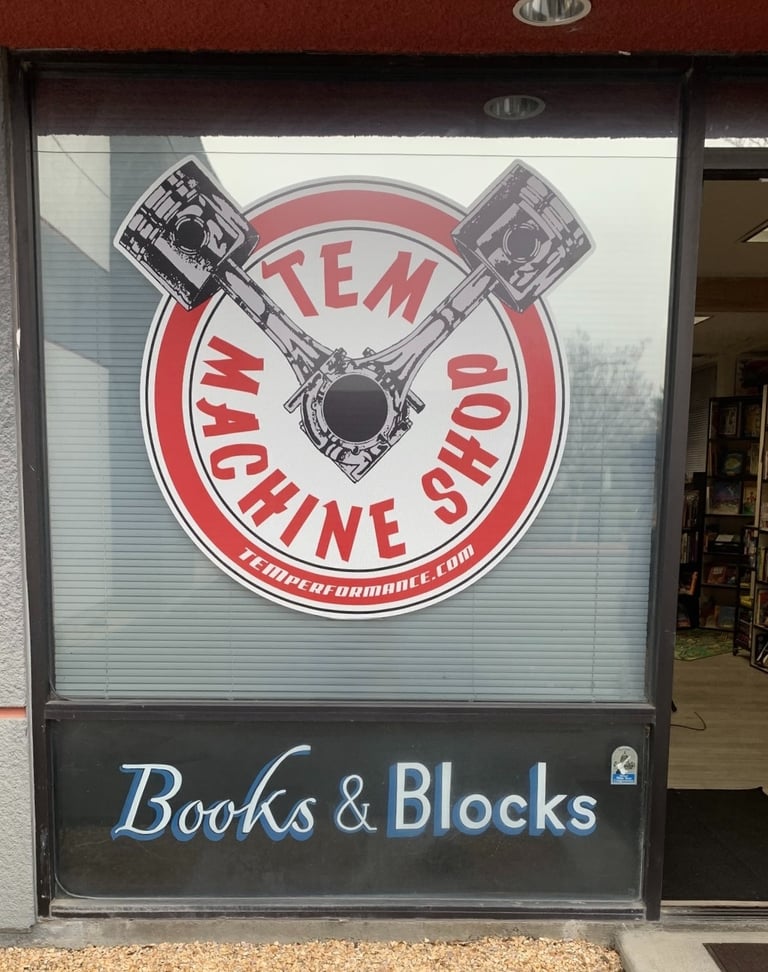 TEM
MACHINE SHOP
TEMPERFORMANCE.COM
Books & Blocks